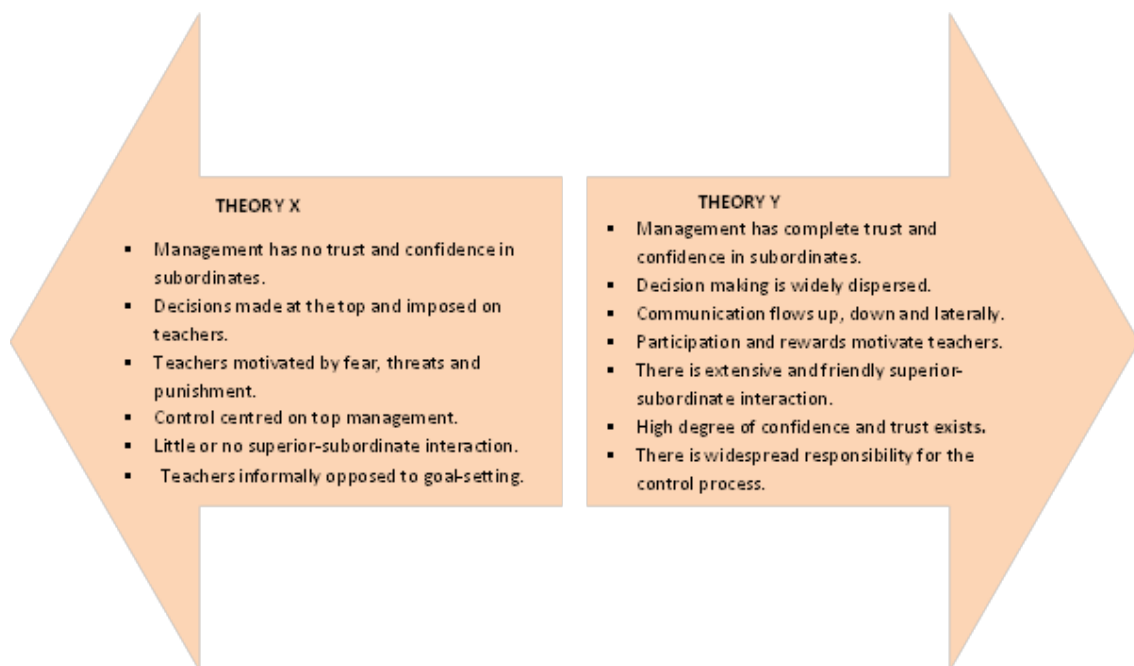 THEORY X
▪ Management has no trust and confidence in
subordinates.
▪ Decisions made at the top and imposed on
teachers.
▪ Teachers motivated by fear, threats and
punishment.
▪ Control centred on top management.
▪ Little or no superior-subordinate interaction.
▪ Teachers informally opposed to goal-setting.
THEORY Y
▪ Management has complete trust and
confidence in subordinates.
▪ Decision making is widely dispersed.
▪ Communication flows up, down and laterally.
▪ Participation and rewards motivate teachers.
▪ There is extensive and friendly superior-
subordinate interaction.
▪ High degree of confidence and trust exists.
▪ There is widespread responsibility for the
control process.